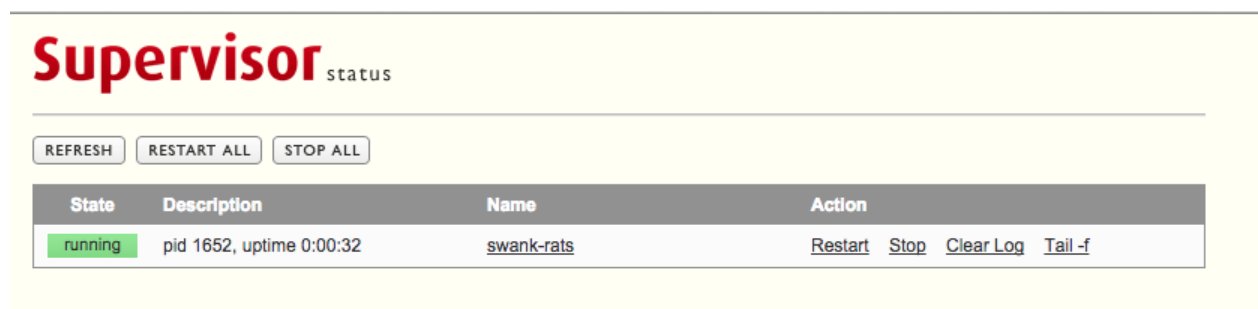 Supervisor status
REFRESH RESTART ALL STOP ALL
State Description Name Action
running pid 1652, uptime 0:00:32 swank-rats Restart Stop Clear Log Tail -f